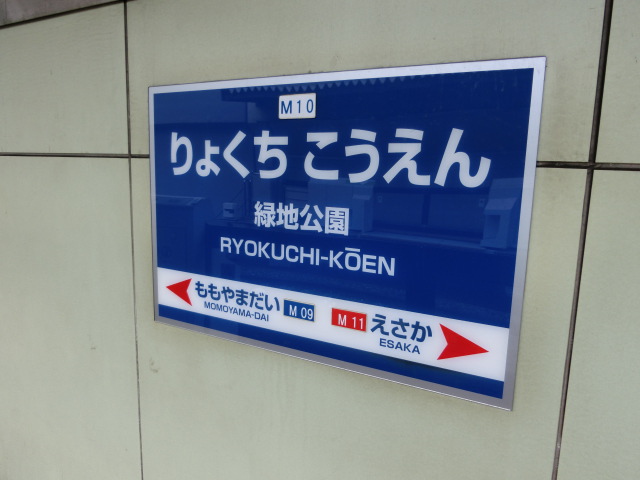 M10
りょくち こうえん
緑地公園
RYOKUCHI-KŌEN
ももやまだい M 09 M 11 えさか
MOMOYAMA-DAI ESAKA